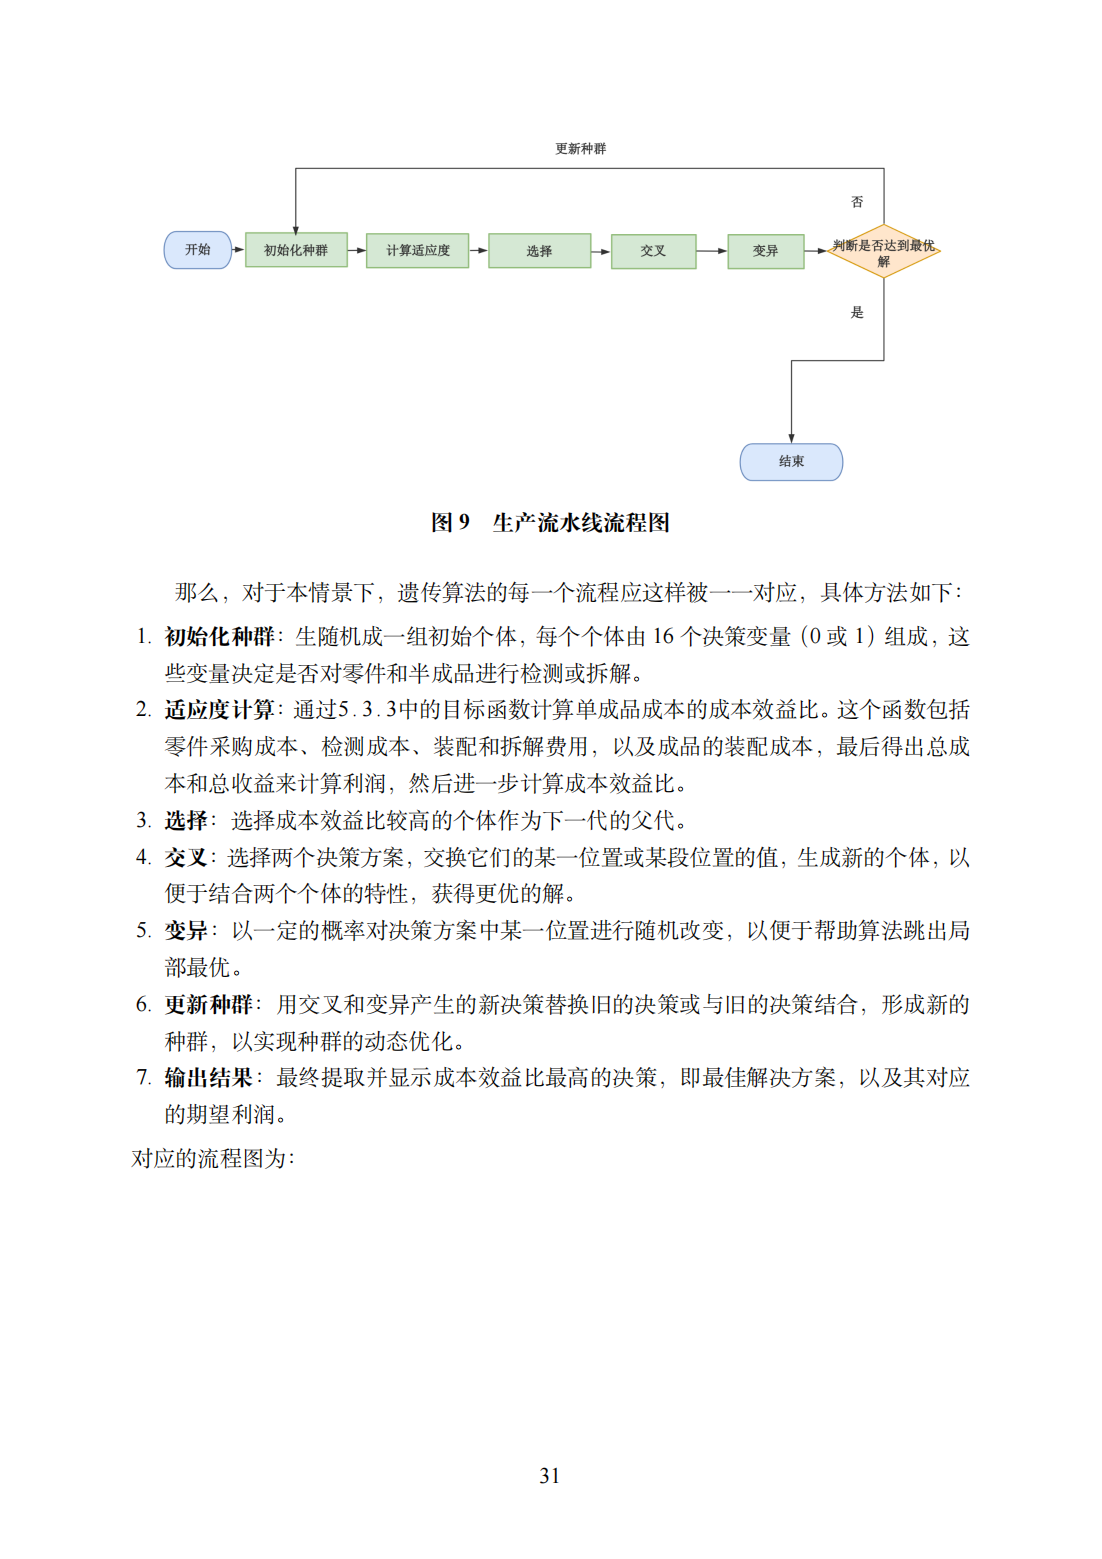 更新种群
否
开始
初始化种群
计算适应度
选择
交叉
变异
判断是否达到最优
解
是
结束
图 9 生产流水线流程图
那么，对于本情景下，遗传算法的每一个流程应这样被一一对应，具体方法如下：
1. 初始化种群：生随机成一组初始个体，每个个体由 16 个决策变量（0 或 1）组成，这
些变量决定是否对零件和半成品进行检测或拆解。
2. 适应度计算：通过5.3.3中的目标函数计算单成品成本的成本效益比。这个函数包括
零件采购成本、检测成本、装配和拆解费用，以及成品的装配成本，最后得出总成
本和总收益来计算利润，然后进一步计算成本效益比。
3. 选择：选择成本效益比较高的个体作为下一代的父代。
4. 交叉：选择两个决策方案，交换它们的某一位置或某段位置的值，生成新的个体，以
便于结合两个个体的特性，获得更优的解。
5. 变异：以一定的概率对决策方案中某一位置进行随机改变，以便于帮助算法跳出局
部最优。
6. 更新种群：用交叉和变异产生的新决策替换旧的决策或与旧的决策结合，形成新的
种群，以实现种群的动态优化。
7. 输出结果：最终提取并显示成本效益比最高的决策，即最佳解决方案，以及其对应
的期望利润。
对应的流程图为：
31